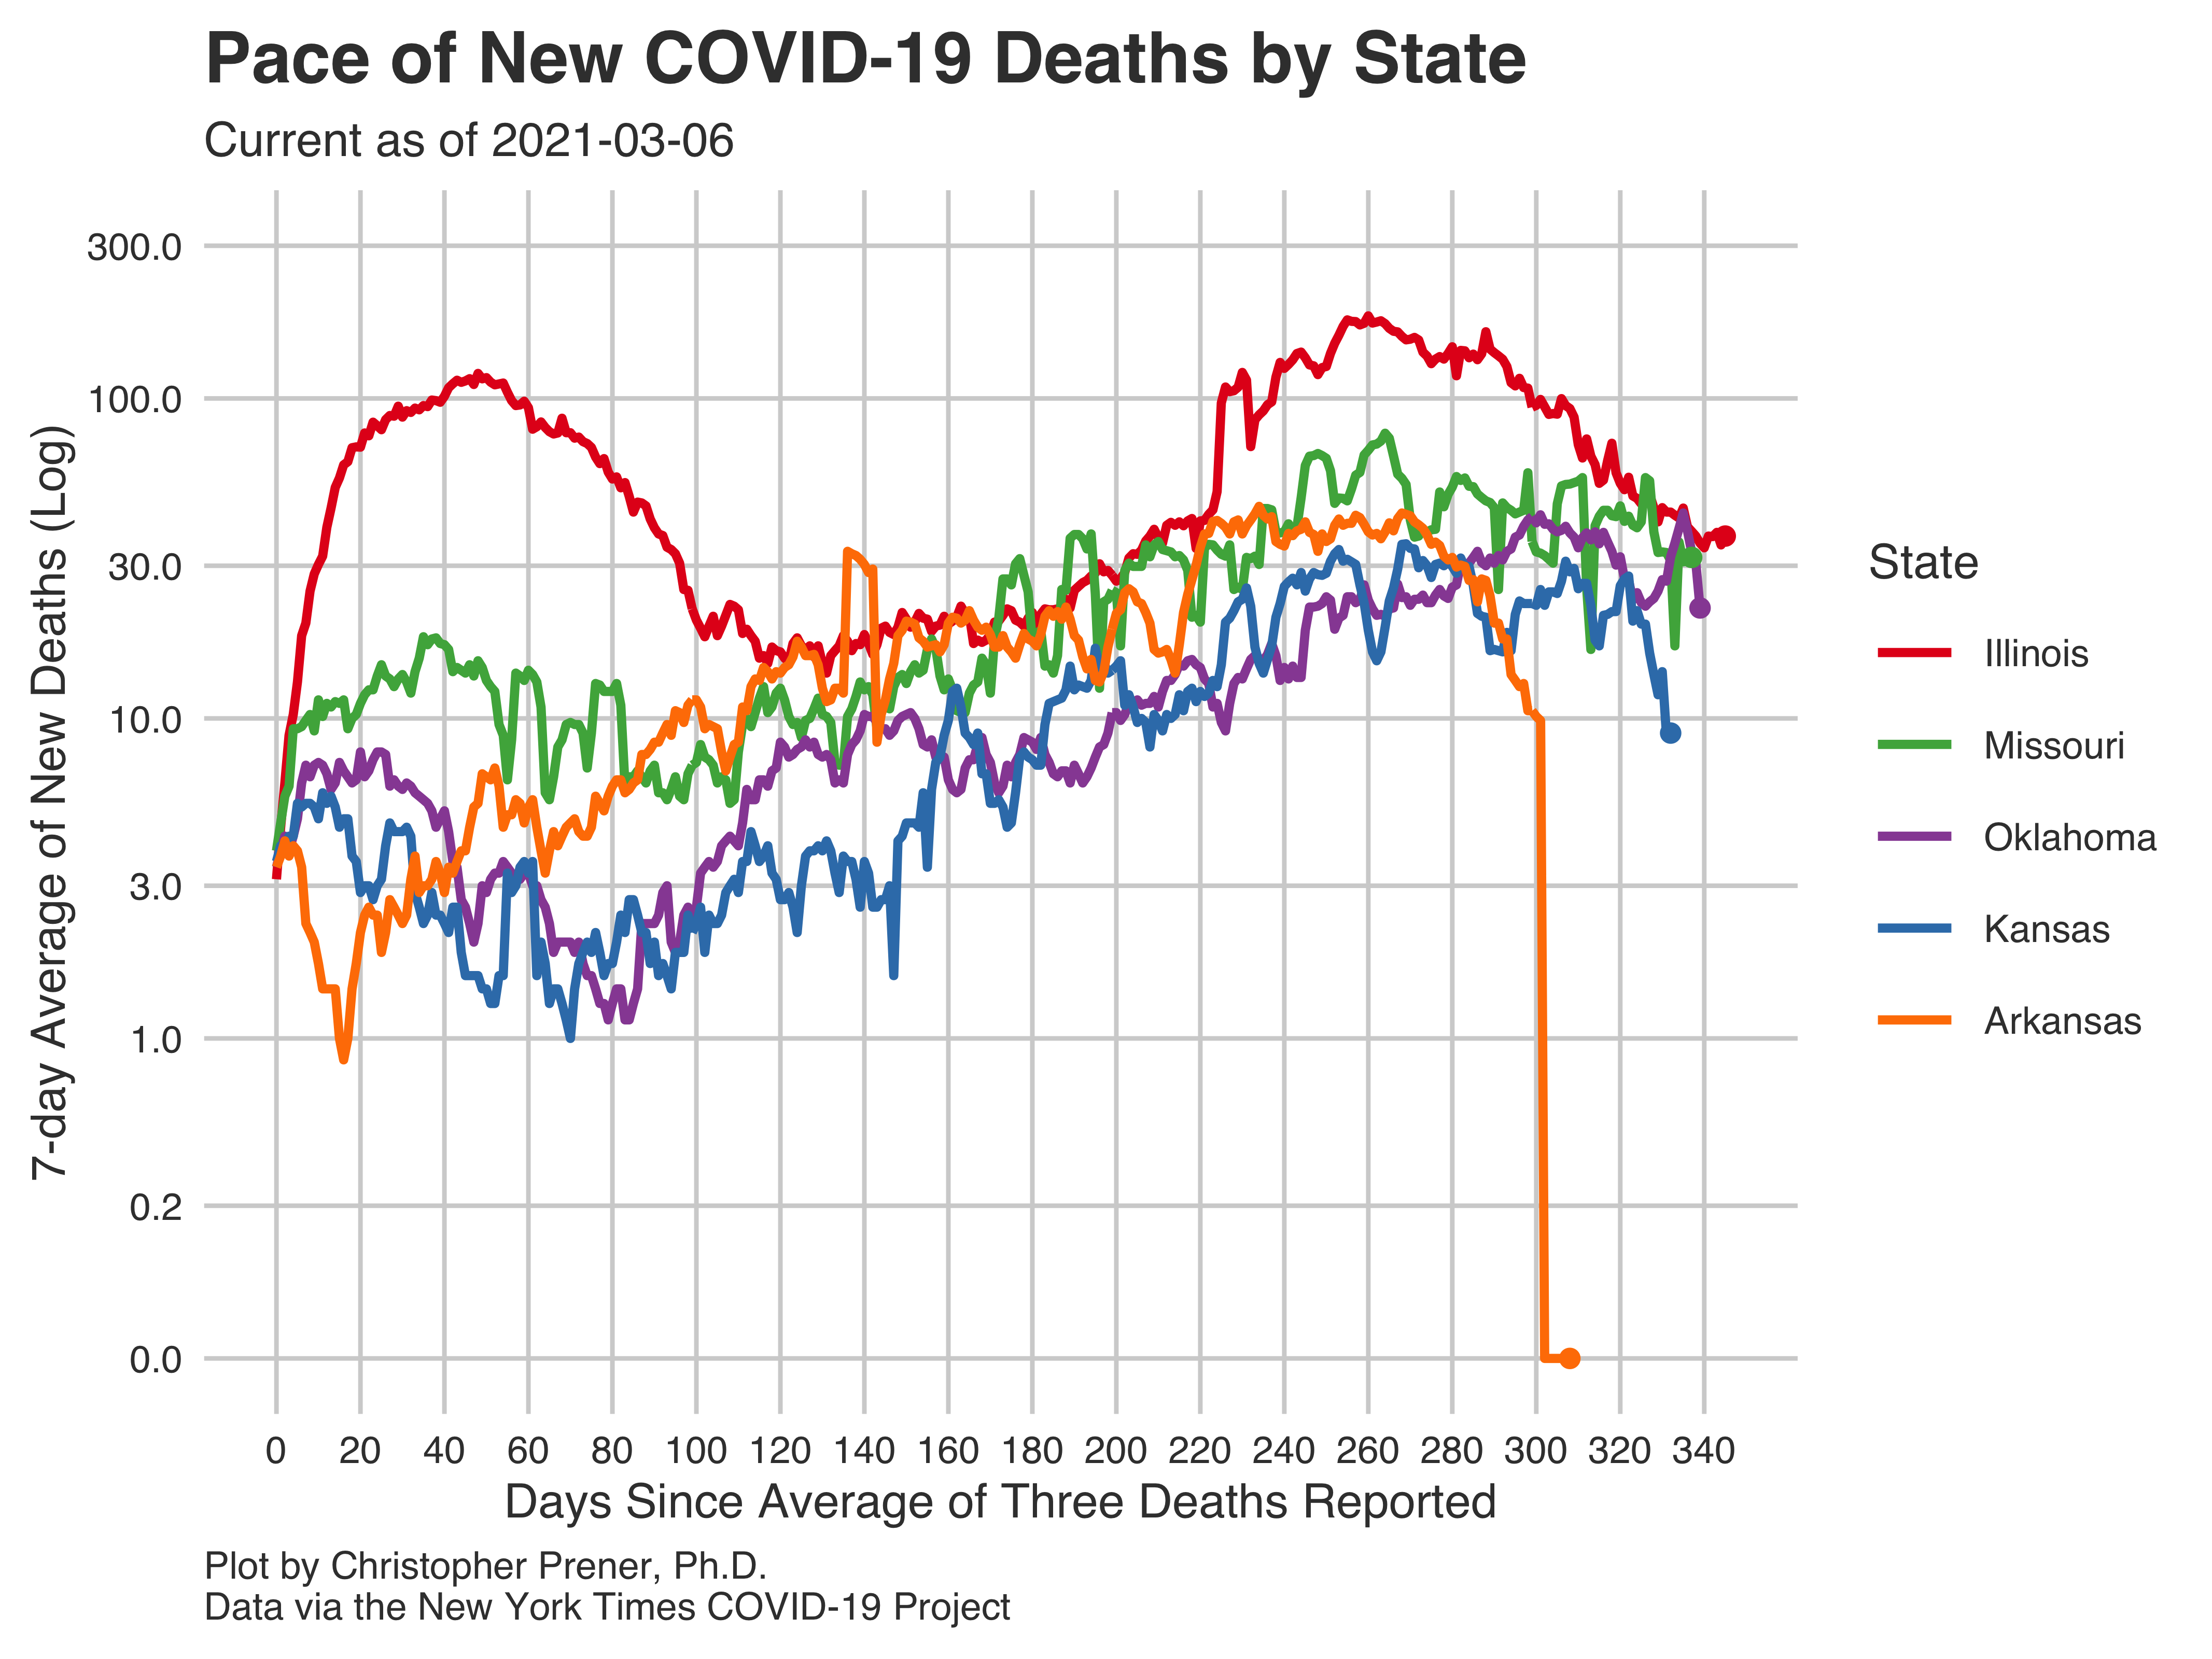 Pace of New COVID-19 Deaths by State
Current as of 2021-03-06
7-day Average of New Deaths (Log)
300.0
100.0
30.0
10.0
3.0
1.0
0.2
0.0
0 20 40 60 80 100 120 140 160 180 200 220 240 260 280 300 320 340
Days Since Average of Three Deaths Reported
State
Illinois
Missouri
Oklahoma
Kansas
Arkansas
Plot by Christopher Prener, Ph.D.
Data via the New York Times COVID-19 Project